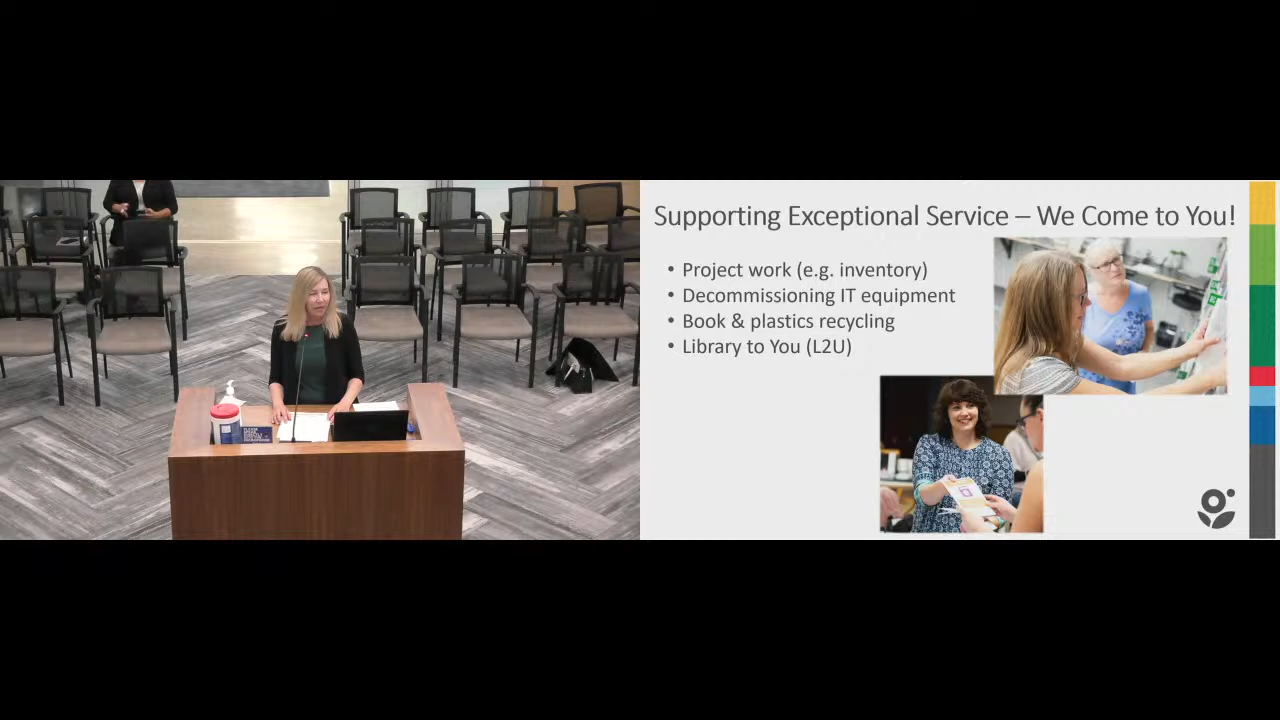 Supporting Exceptional Service – We Come to You!
• Project work (e.g. inventory)
• Decommissioning IT equipment
• Book & plastics recycling
• Library to You (L2U)